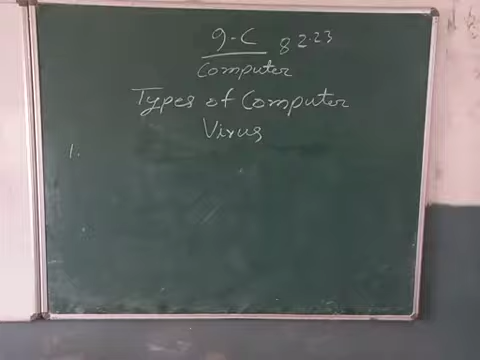 9-C 8 2.23
Computer
Types of Computer
Virus
1.